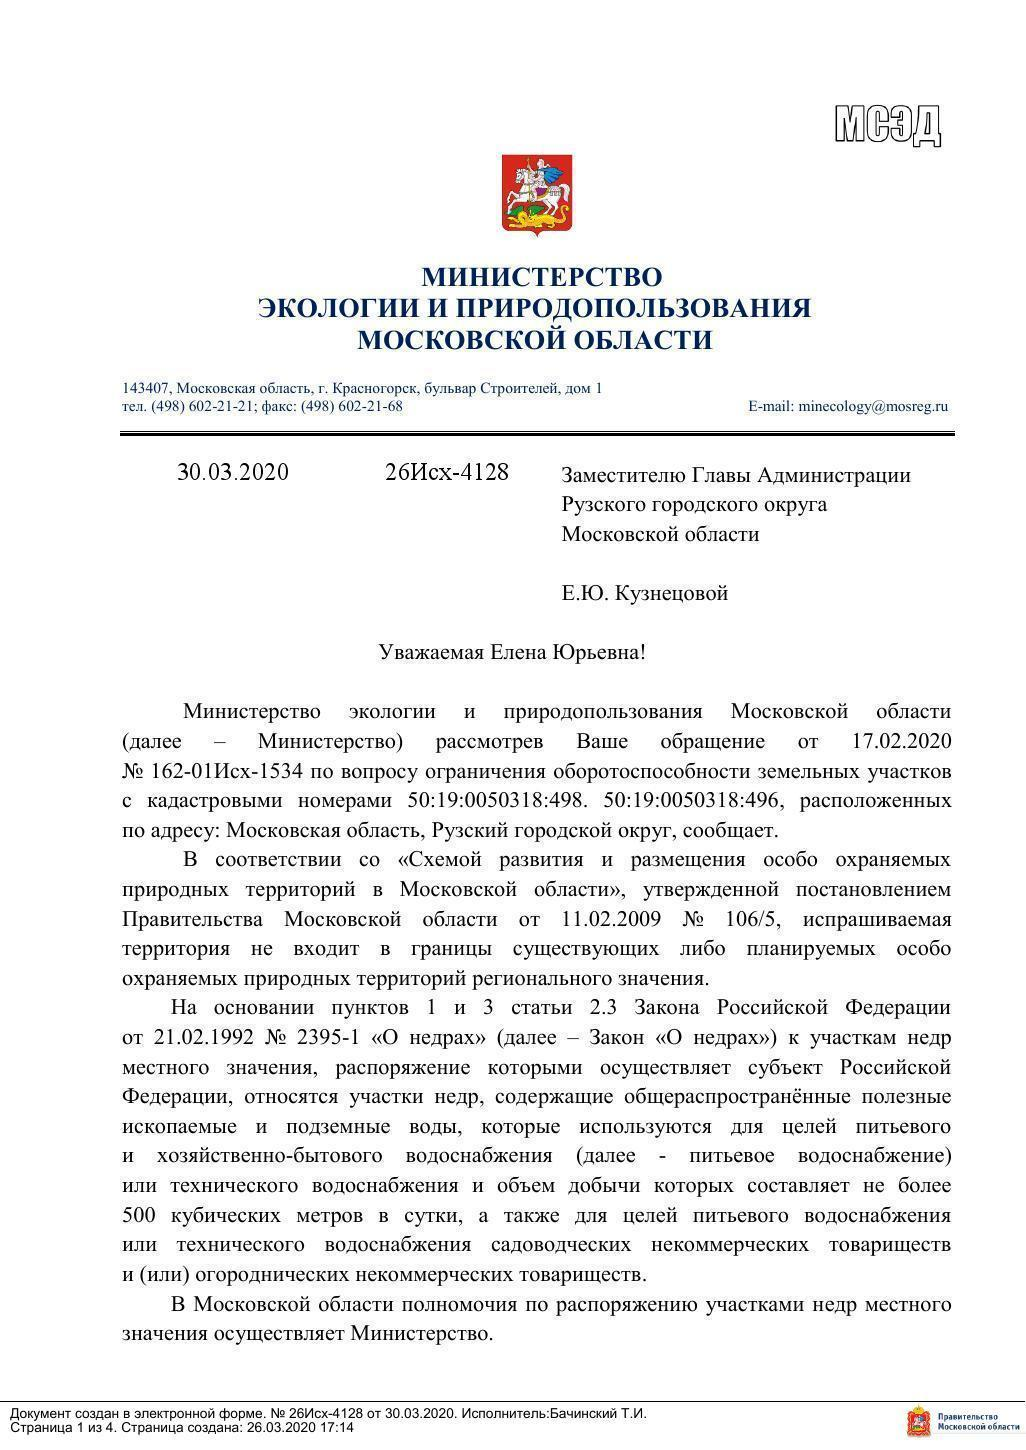 МСЭД
МИНИСТЕРСТВО
ЭКОЛОГИИ И ПРИРОДОПОЛЬЗОВАНИЯ
МОСКОВСКОЙ ОБЛАСТИ
143407, Московская область, г. Красногорск, бульвар Строителей, дом 1
тел. (498) 602-21-21; факс: (498) 602-21-68 E-mail: minecology@mosreg.ru
30.03.2020 26Исх-4128
Заместителю Главы Администрации
Рузского городского округа
Московской области
Е.Ю. Кузнецовой
Уважаемая Елена Юрьевна!
Министерство экологии и природопользования Московской области
(далее – Министерство) рассмотрев Ваше обращение от 17.02.2020
№ 162-01Исх-1534 по вопросу ограничения оборотоспособности земельных участков
с кадастровыми номерами 50:19:0050318:498. 50:19:0050318:496, расположенных
по адресу: Московская область, Рузский городской округ, сообщает.
В соответствии со «Схемой развития и размещения особо охраняемых
природных территорий в Московской области», утвержденной постановлением
Правительства Московской области от 11.02.2009 № 106/5, испрашиваемая
территория не входит в границы существующих либо планируемых особо
охраняемых природных территорий регионального значения.
На основании пунктов 1 и 3 статьи 2.3 Закона Российской Федерации
от 21.02.1992 № 2395-1 «О недрах» (далее – Закон «О недрах») к участкам недр
местного значения, распоряжение которыми осуществляет субъект Российской
Федерации, относятся участки недр, содержащие общераспространённые полезные
ископаемые и подземные воды, которые используются для целей питьевого
и хозяйственно-бытового водоснабжения (далее - питьевое водоснабжение)
или технического водоснабжения и объем добычи которых составляет не более
500 кубических метров в сутки, а также для целей питьевого водоснабжения
или технического водоснабжения садоводческих некоммерческих товариществ
и (или) огороднических некоммерческих товариществ.
В Московской области полномочия по распоряжению участками недр местного
значения осуществляет Министерство.
Документ создан в электронной форме. № 26Исх-4128 от 30.03.2020. Исполнитель:Бачинский Т.И.
Страница 1 из 4. Страница создана: 26.03.2020 17:14
Правительство
Московской области